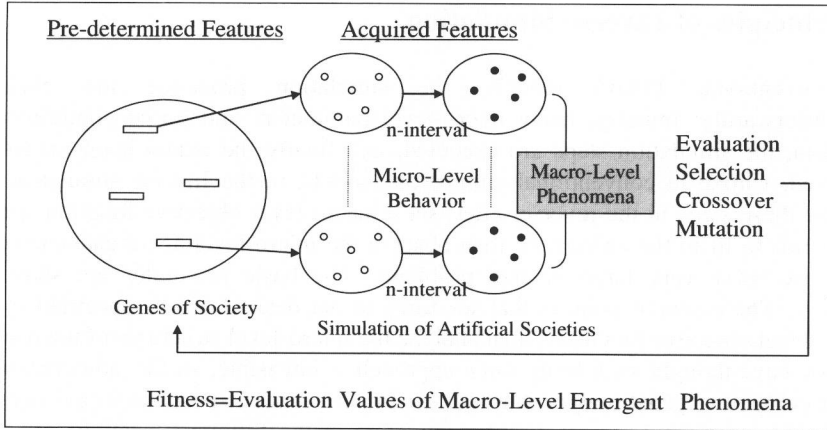 Pre-determined Features
Acquired Features
n-interval
Micro-Level
Behavior
Macro-Level
Phenomena
Evaluation
Selection
Crossover
Mutation
n-interval
Genes of Society
Simulation of Artificial Societies
Fitness=Evaluation Values of Macro-Level Emergent Phenomena